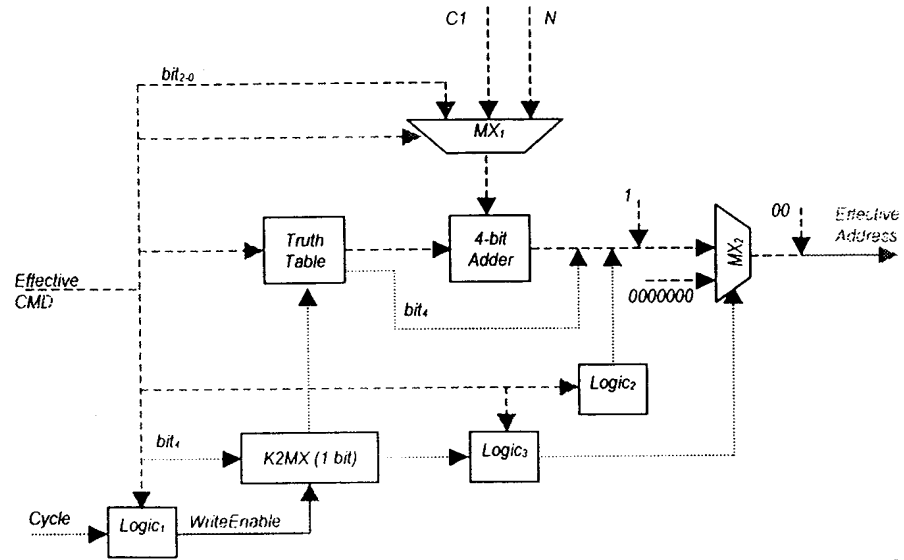 C1 N
bit2-0
MX1
1
00
Effective
Address
Truth
Table
4-bit
Adder
MX2
Effective
CMD
0000000
bit4
Logic2
bit4
K2MX (1 bit)
Logic3
Cycle
Logic1
WriteEnable